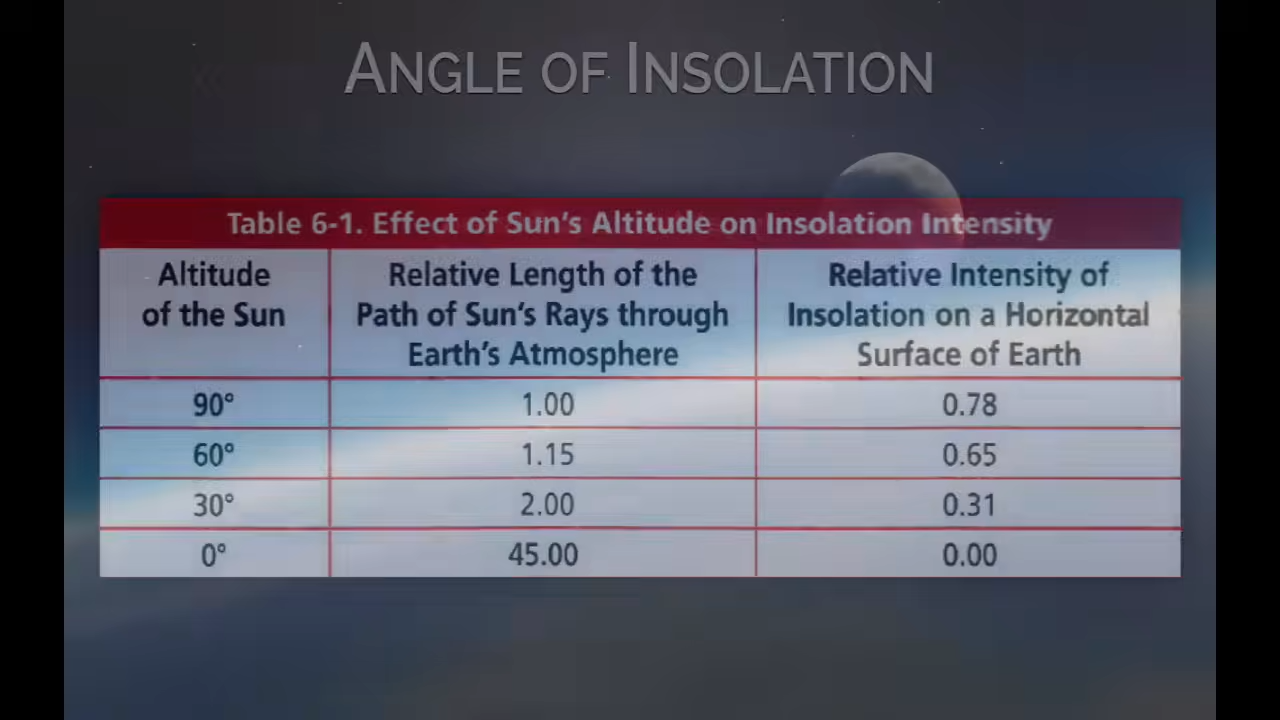 ANGLE OF INSOLATION
Table 6-1. Effect of Sun's Altitude on Insolation Intensity
Altitude of the Sun
Relative Length of the Path of Sun's Rays through Earth's Atmosphere
Relative Intensity of Insolation on a Horizontal Surface of Earth
90° 1.00 0.78
60° 1.15 0.65
30° 2.00 0.31
0° 45.00 0.00